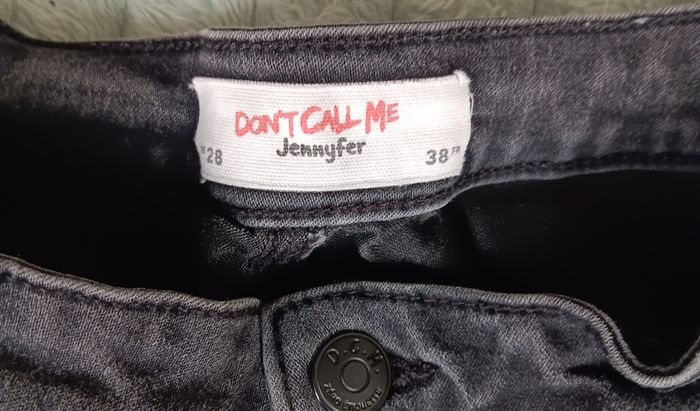 DON'T CALL ME
Jennyfer
28
38 FR
D.C.M.